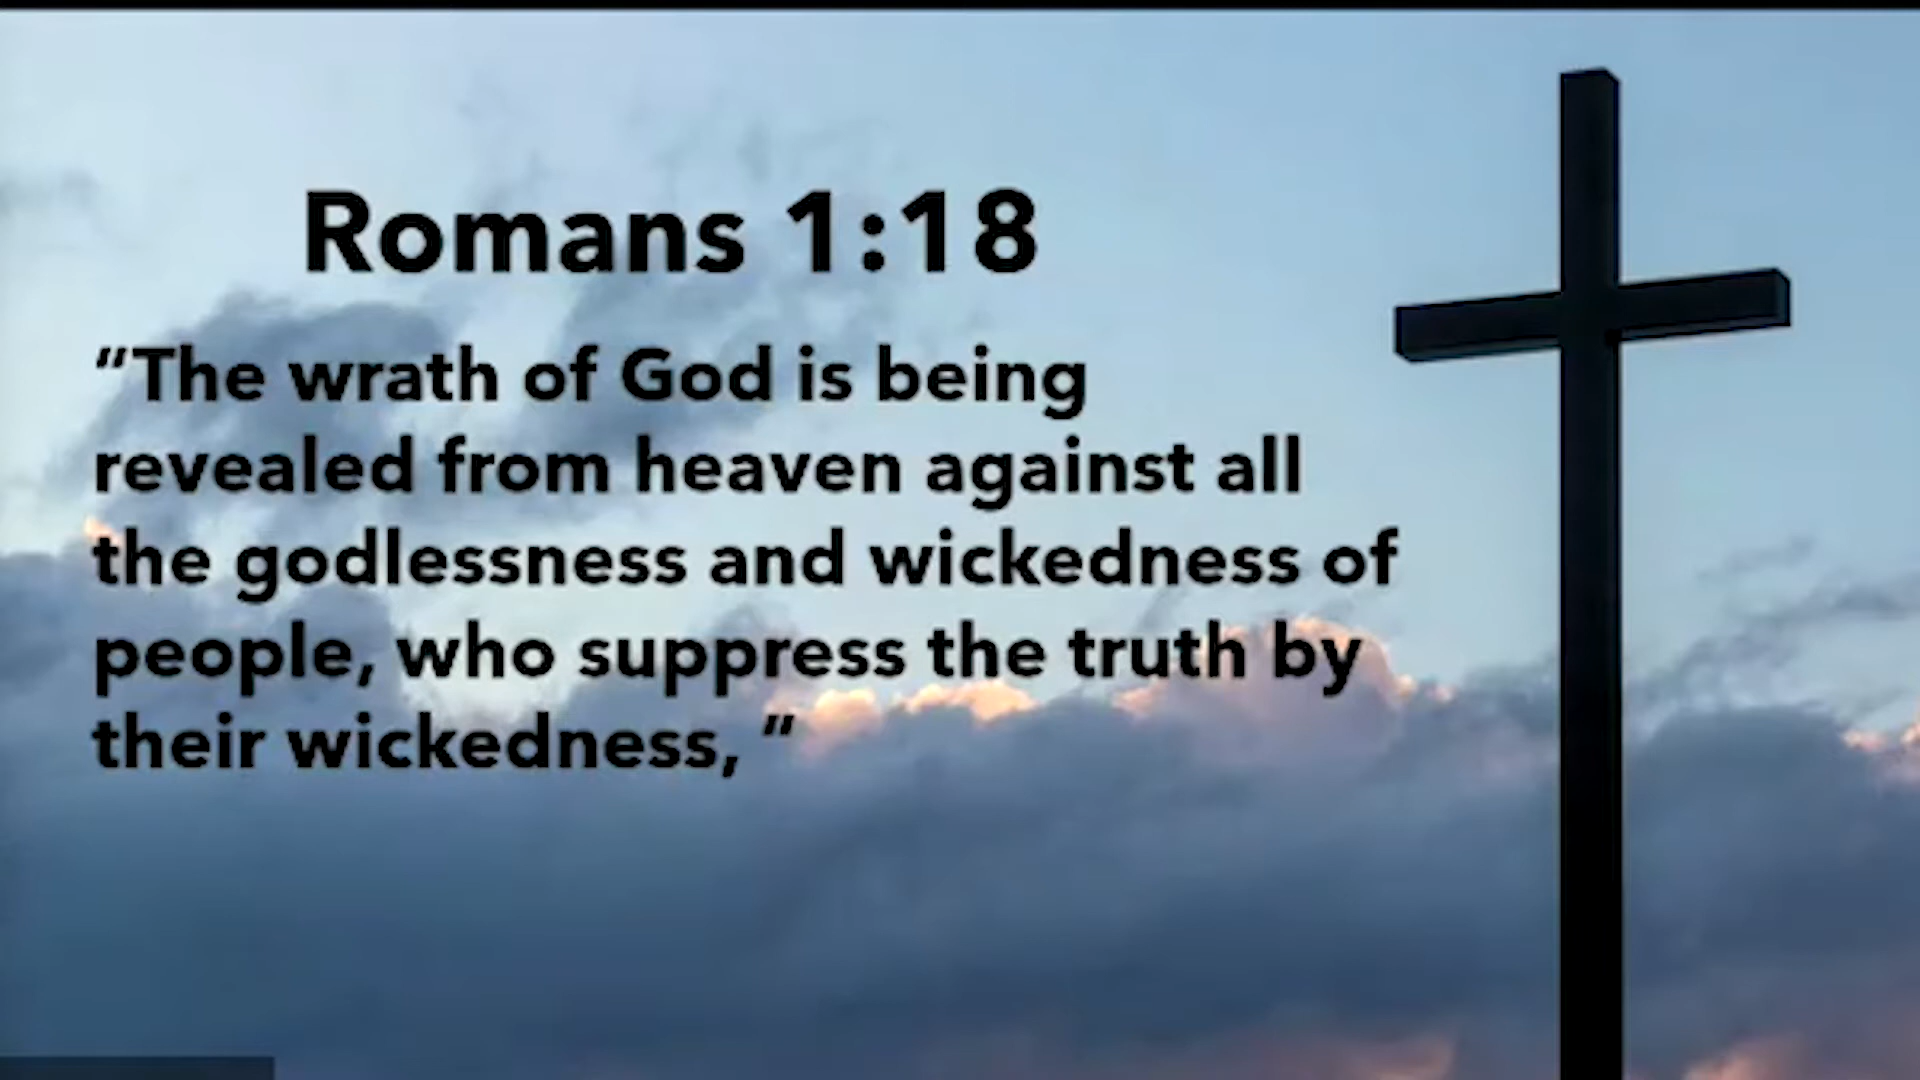 Romans 1:18
“The wrath of God is being
revealed from heaven against all
the godlessness and wickedness of
people, who suppress the truth by
their wickedness, ”